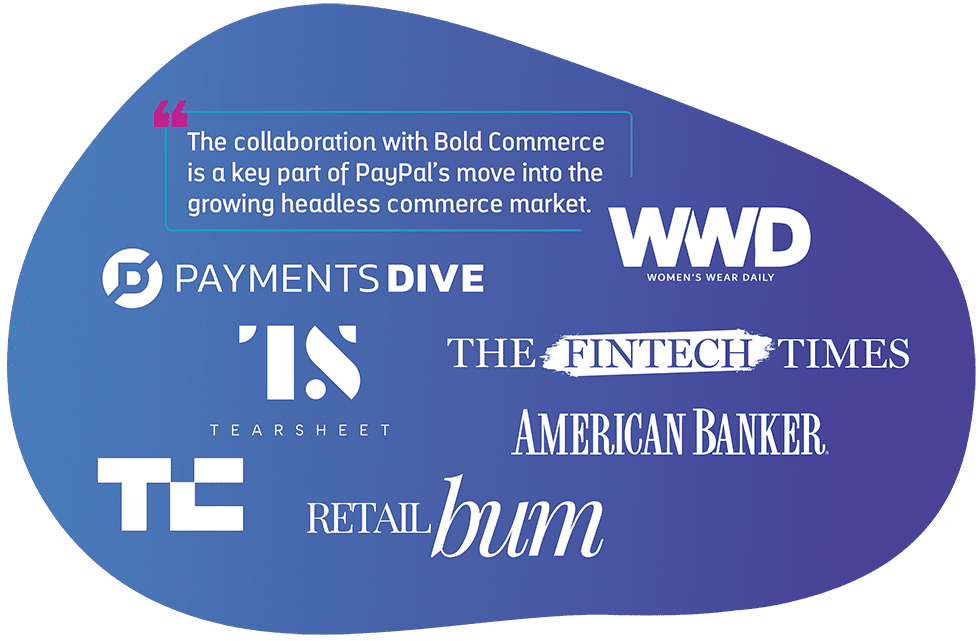 ❝
The collaboration with Bold Commerce
is a key part of PayPal's move into the
growing headless commerce market.
WWD
WOMEN'S WEAR DAILY
PAYMENTS DIVE
TS
TEARSHEET
THE FINTECH TIMES
AMERICAN BANKER
TC
RETAIL bum